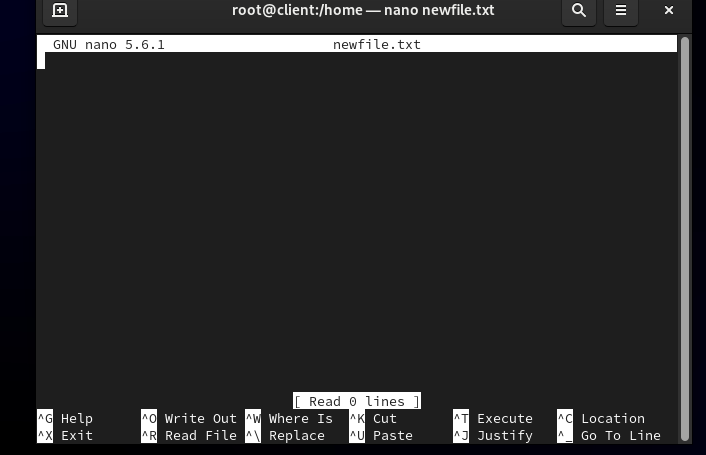 root@client:/home — nano newfile.txt
GNU nano 5.6.1 newfile.txt
[ Read 0 lines ]
^G Help ^O Write Out ^W Where Is ^K Cut ^T Execute ^C Location
^X Exit ^R Read File ^\ Replace ^U Paste ^J Justify ^_ Go To Line